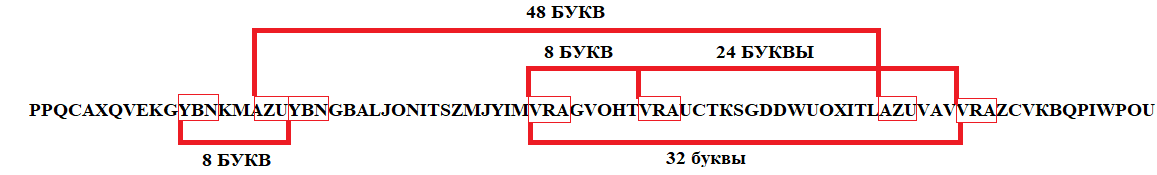 48 БУКВ
8 БУКВ 24 БУКВЫ
PPQCAXQVEKGYBNKMAZUYBNGBALJONITSZMJYIMVRAGVOHTVRAUCTKSGDDWUOXITLAZUVAVVRAZCVKBQPIWPOU
8 БУКВ 32 буквы